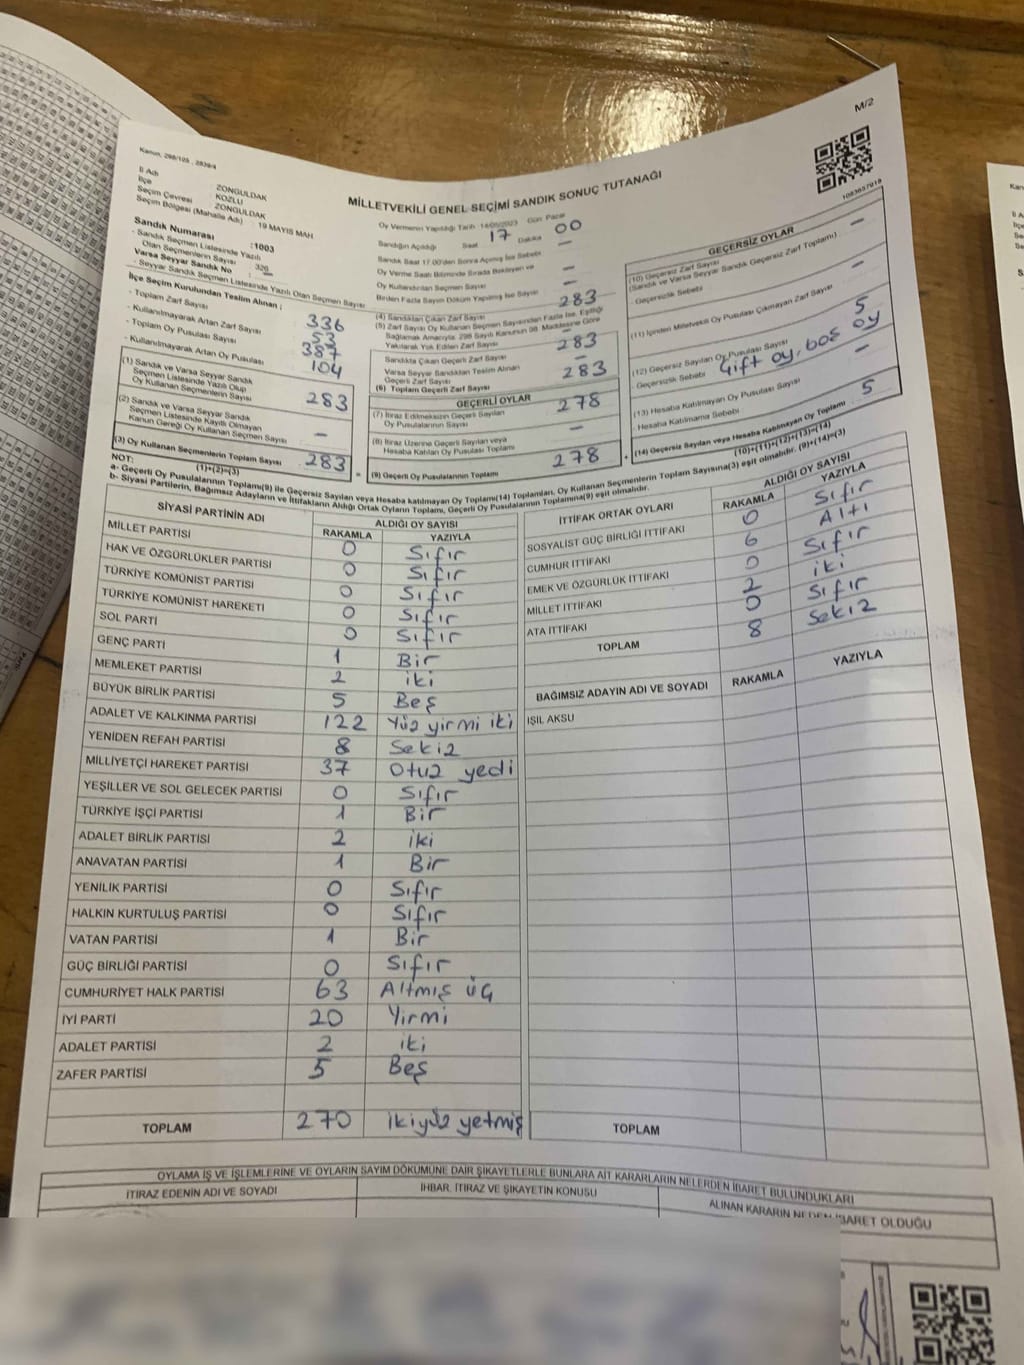 M/2
Kanun, 298/105 , 2839/4
MİLLETVEKİLİ GENEL SEÇİMİ SANDIK SONUÇ TUTANAĞI
İl Adı : ZONGULDAK
İlçe : KOZLU
Seçim Çevresi : ZONGULDAK
Seçim Bölgesi (Mahalle Adı) : 19 MAYIS MAH
Sandık Numarası :1003
- Sandık Seçmen Listesinde Yazılı
Olan Seçmenlerin Sayısı : 320
Varsa Seyyar Sandık No : —
- Seyyar Sandık Seçmen Listesinde Yazılı Olan Seçmen Sayısı
İlçe Seçim Kurulundan Teslim Alınan ;
- Toplam Zarf Sayısı 336
- Kullanılmayarak Artan Zarf Sayısı 53
- Toplam Oy Pusulası Sayısı 387
- Kullanılmayarak Artan Oy Pusulası 104
(1) Sandık ve Varsa Seyyar Sandık
Seçmen Listesinde Yazılı Olup
Oy Kullanan Seçmenlerin Sayısı 283
(2) Sandık ve Varsa Seyyar Sandık
Seçmen Listesinde Kayıtlı Olmayan
Kanun Gereği Oy Kullanan Seçmen Sayısı —
(3) Oy Kullanan Seçmenlerin Toplam Sayısı 283
(1)+(2)=(3)
Oy Vermenin Yapıldığı Tarih 14/05/2023 Gün Pazar
Sandığın Açıldığı Saat 17 Dakika 00
Sandık Saat 17.00'den Sonra Açılmış İse Sebebi —
Oy Verme Saati Bitiminde Sırada Bekleyen ve
Oy Kullandırılan Seçmen Sayısı —
Birden Fazla Sayım Döküm Yapılmış İse Sayısı —
(4) Sandıktan Çıkan Zarf Sayısı 283
(5) Zarf Sayısı Oy Kullanan Seçmen Sayısından Fazla İse, Eşitliği
Sağlamak Amacıyla; 298 Sayılı Kanunun 98. Maddesine Göre
Yakılarak Yok Edilen Zarf Sayısı —
Sandıkta Çıkan Geçerli Zarf Sayısı 283
Varsa Seyyar Sandıktan Teslim Alınan
Geçerli Zarf Sayısı —
(6) Toplam Geçerli Zarf Sayısı 283
GEÇERLİ OYLAR
(7) İtiraz Edilmeksizin Geçerli Sayılan
Oy Pusulası Sayısı 278
(8) İtiraz Üzerine Geçerli Sayılan veya
Hesaba Katılan Oy Pusulası Toplamı —
= (9) Geçerli Oy Pusulalarının Toplamı 278
1083637019
GEÇERSİZ OYLAR
(10) Geçersiz Zarf Sayısı
(Sandık ve Varsa Seyyar Sandık Geçersiz Zarf Toplamı) —
- Geçersizlik Sebebi
(11) İçinden Milletvekili Oy Pusulası Çıkmayan Zarf Sayısı —
(12) Geçersiz Sayılan Oy Pusulası Sayısı 5
- Geçersizlik Sebebi Çift oy, boş oy
(13) Hesaba Katılmayan Oy Pusulası Sayısı —
- Hesaba Katılmama Sebebi
+ (14) Geçersiz Sayılan veya Hesaba Katılmayan Oy Toplamı 5
(10)+(11)+(12)+(13)=(14)
NOT:
a- Geçerli Oy Pusulalarının Toplamı(9) ile Geçersiz Sayılan veya Hesaba katılmayan Oy Toplamı(14) Toplamları, Oy Kullanan Seçmenlerin Toplam Sayısına(3) eşit olmalıdır. (9)+(14)=(3)
b- Siyasi Partilerin, Bağımsız Adayların ve İttifakların Aldığı Ortak Oyların Toplamı, Geçerli Oy Pusulalarının Toplamına(9) eşit olmalıdır.
SİYASİ PARTİNİN ADI ALDIĞI OY SAYISI
RAKAMLA YAZIYLA
MİLLET PARTİSİ 0 Sıfır
HAK VE ÖZGÜRLÜKLER PARTİSİ 0 Sıfır
TÜRKİYE KOMÜNİST PARTİSİ 0 Sıfır
TÜRKİYE KOMÜNİST HAREKETİ 0 Sıfır
SOL PARTİ 0 Sıfır
GENÇ PARTİ 1 Bir
MEMLEKET PARTİSİ 2 iki
BÜYÜK BİRLİK PARTİSİ 5 Beş
ADALET VE KALKINMA PARTİSİ 122 Yüz yirmi iki
YENİDEN REFAH PARTİSİ 8 Sekiz
MİLLİYETÇİ HAREKET PARTİSİ 37 Otuz yedi
YEŞİLLER VE SOL GELECEK PARTİSİ 0 Sıfır
TÜRKİYE İŞÇİ PARTİSİ 1 Bir
ADALET BİRLİK PARTİSİ 2 iki
ANAVATAN PARTİSİ 1 Bir
YENİLİK PARTİSİ 0 Sıfır
HALKIN KURTULUŞ PARTİSİ 0 Sıfır
VATAN PARTİSİ 1 Bir
GÜÇ BİRLİĞİ PARTİSİ 0 Sıfır
CUMHURİYET HALK PARTİSİ 63 Altmış üç
İYİ PARTİ 20 Yirmi
ADALET PARTİSİ 2 iki
ZAFER PARTİSİ 5 Beş
TOPLAM 270 ikiyüz yetmiş
İTTİFAK ORTAK OYLARI ALDIĞI OY SAYISI
RAKAMLA YAZIYLA
SOSYALİST GÜÇ BİRLİĞİ İTTİFAKI 0 Sıfır
CUMHUR İTTİFAKI 6 Altı
EMEK VE ÖZGÜRLÜK İTTİFAKI 0 Sıfır
MİLLET İTTİFAKI 2 iki
ATA İTTİFAKI 0 Sıfır
TOPLAM 8 Sekiz
BAĞIMSIZ ADAYIN ADI VE SOYADI RAKAMLA YAZIYLA
IŞIL AKSU
TOPLAM
OYLAMA İŞ VE İŞLEMLERİNE VE OYLARIN SAYIM DÖKÜMÜNE DAİR ŞİKAYETLERLE BUNLARA AİT KARARLARIN NELERDEN İBARET BULUNDUKLARI
İTİRAZ EDENİN ADI VE SOYADI İHBAR, İTİRAZ VE ŞİKAYETİN KONUSU ALINAN KARARIN NEDEN İBARET OLDUĞU